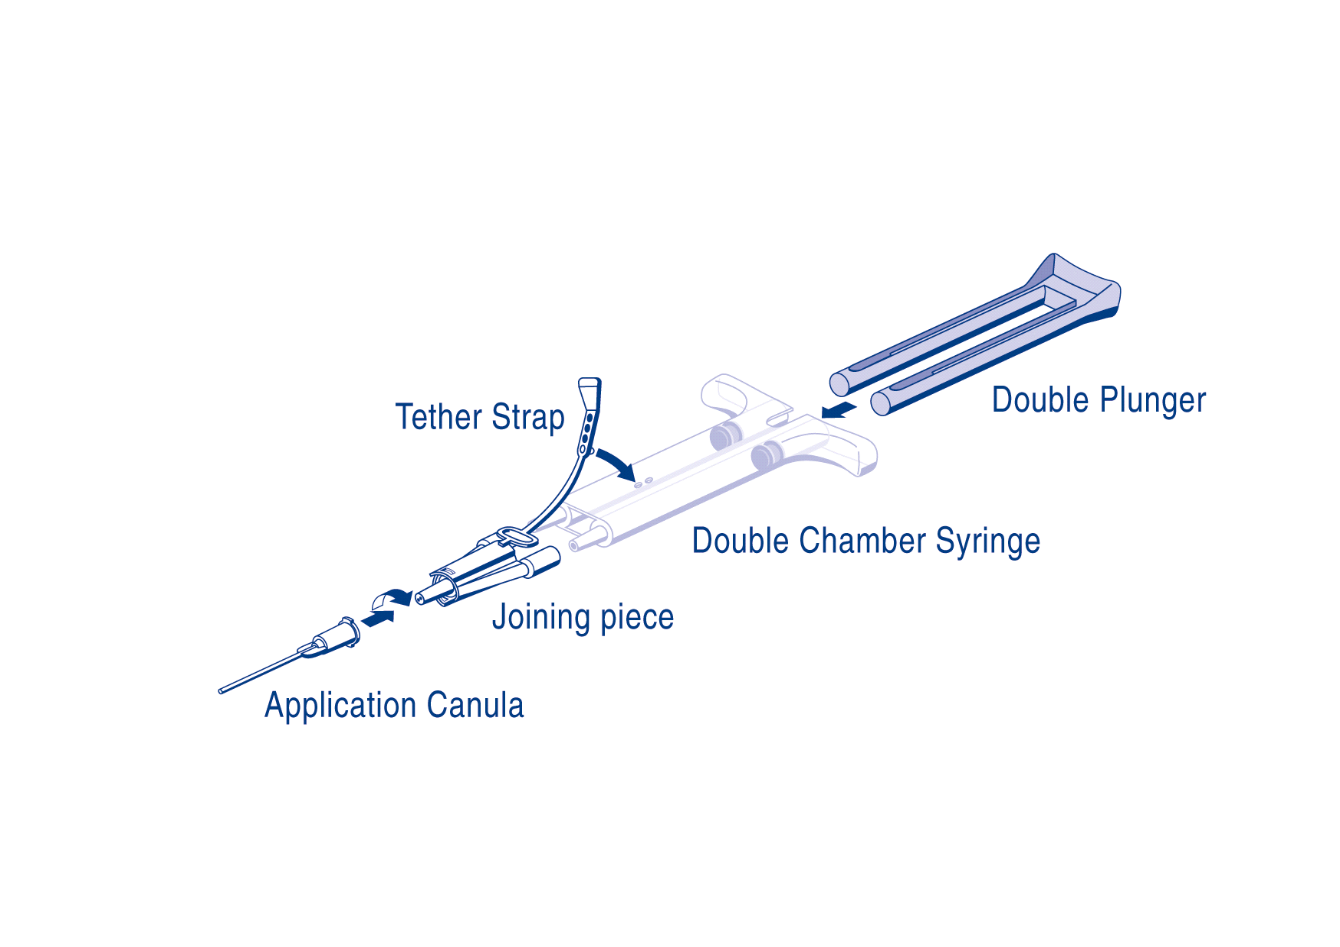 Double Plunger
Tether Strap
Double Chamber Syringe
Joining piece
Application Canula